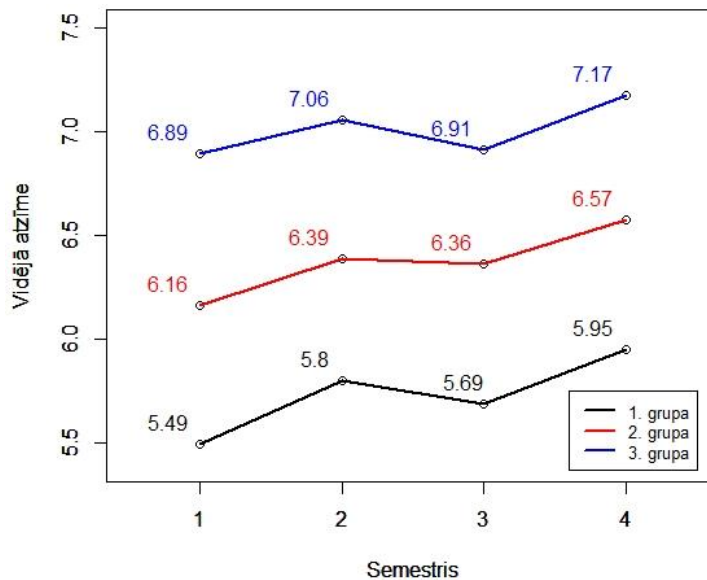 7.5
7.0
6.5
6.0
5.5
Vidējā atzīme
6.89
7.06
6.91
7.17
6.16
6.39
6.36
6.57
5.49
5.8
5.69
5.95
1. grupa
2. grupa
3. grupa
1 2 3 4
Semestris